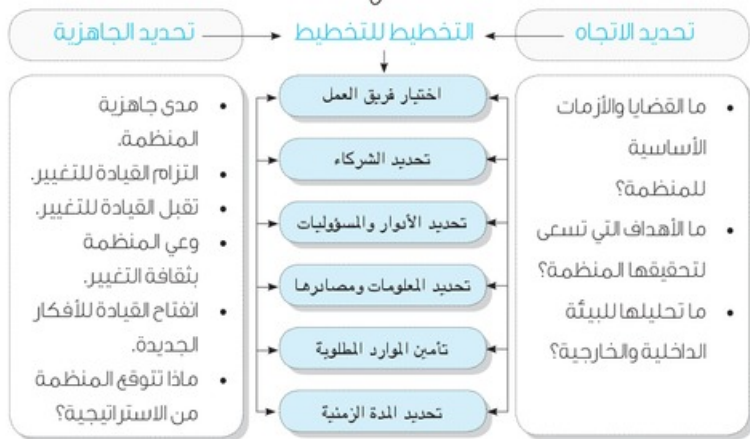 تحديد الاتجاه
التخطيط للتخطيط
تحديد الجاهزية
ما القضايا والأزمات
الأساسية
للمنظمة؟
ما الأهداف التي تسعى
لتحقيقها المنظمة؟
ما تحليلها للبيئة
الداخلية والخارجية؟
اختيار فريق العمل
تحديد الشركاء
تحديد الأدوار والمسؤوليات
تحديد المعلومات ومصادرها
تأمين الموارد المطلوبة
تحديد المدة الزمنية
مدى جاهزية
المنظمة.
التزام القيادة للتغيير.
تقبل القيادة للتغيير.
وعي المنظمة
بثقافة التغيير.
انفتاح القيادة للأفكار
الجديدة.
ماذا تتوقع المنظمة
من الاستراتيجية؟